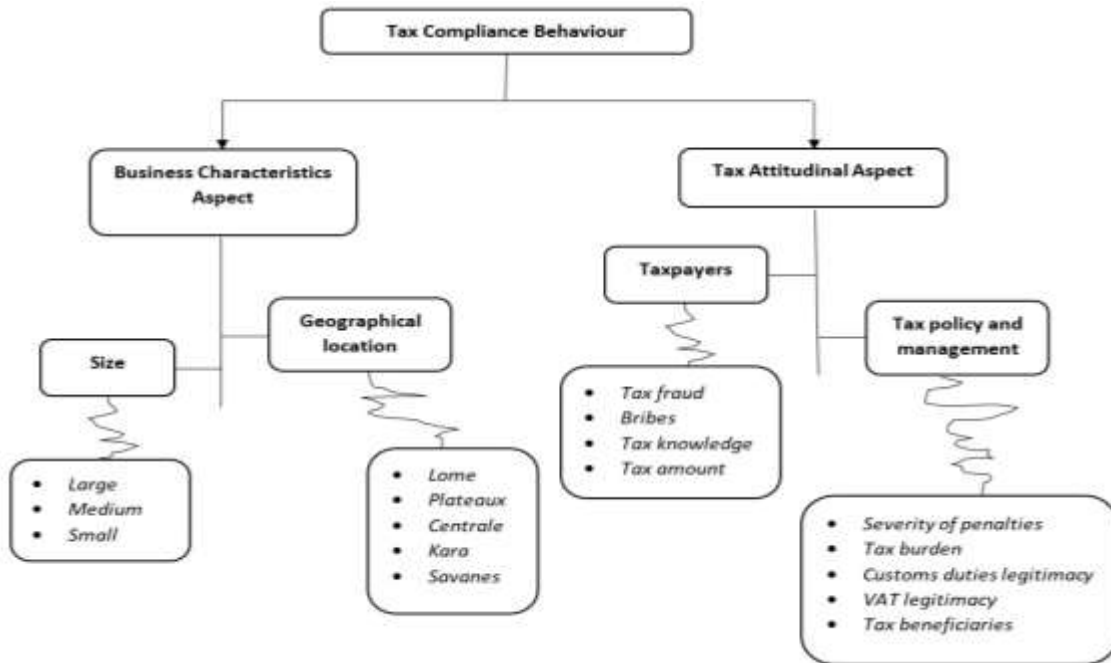 Tax Compliance Behaviour
Business Characteristics
Aspect
Tax Attitudinal Aspect
Size
Geographical
location
Taxpayers
Tax policy and
management
• Large
• Medium
• Small
• Lome
• Plateaux
• Centrale
• Kara
• Savanes
• Tax fraud
• Bribes
• Tax knowledge
• Tax amount
• Severity of penalties
• Tax burden
• Customs duties legitimacy
• VAT legitimacy
• Tax beneficiaries